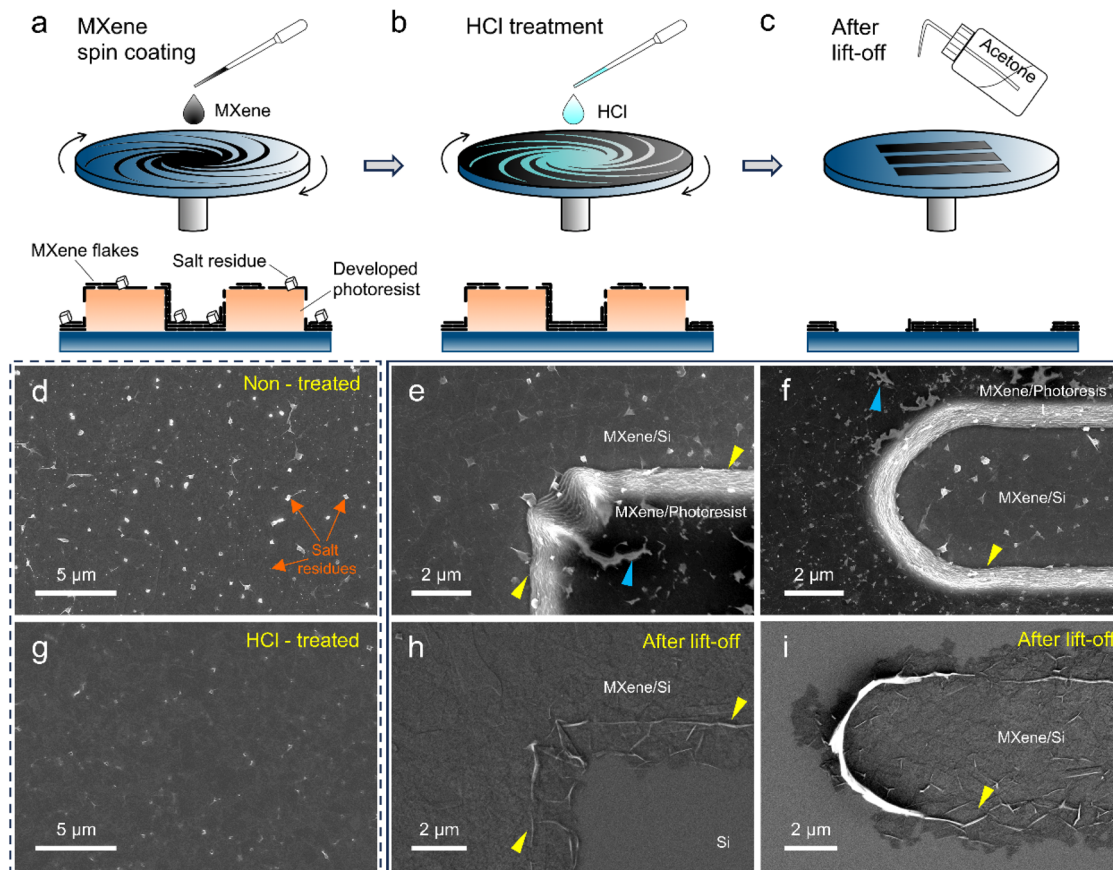 a
MXene
spin coating
MXene
b
HCl treatment
HCl
c
After
lift-off
Acetone
MXene flakes
Salt residue
Developed
photoresist
d
Non - treated
Salt
residues
5 µm
e
MXene/Si
MXene/Photoresist
2 µm
f
MXene/Photoresis
MXene/Si
2 µm
g
HCl - treated
5 µm
h
After lift-off
MXene/Si
2 µm
Si
i
After lift-off
MXene/Si
2 µm